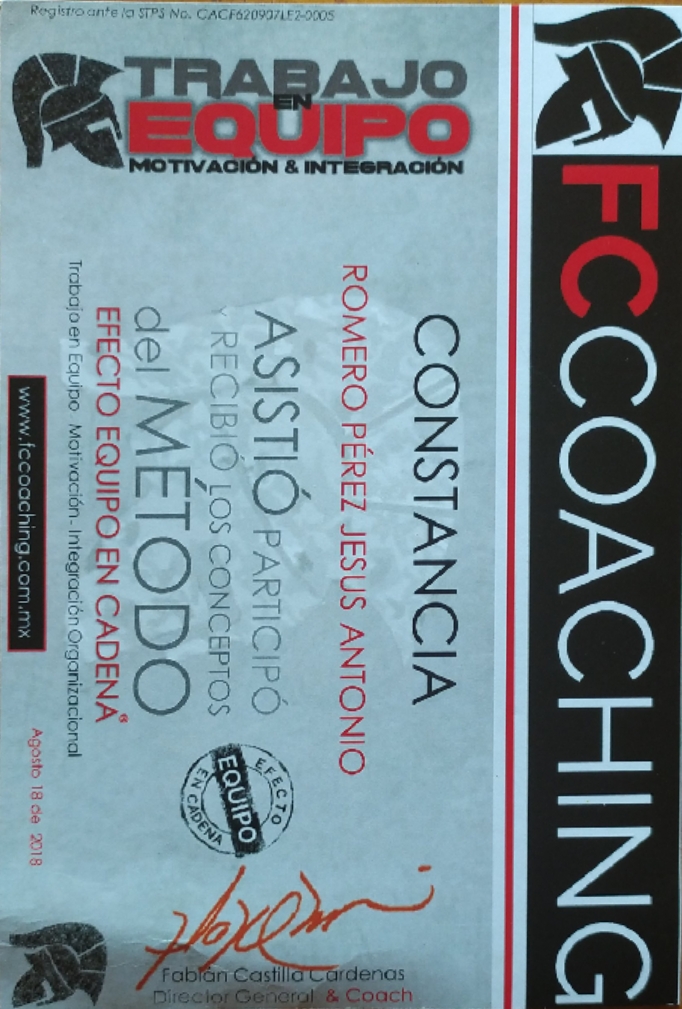 FCCOACHING
CONSTANCIA
ROMERO PÉREZ JESUS ANTONIO
ASISTIÓ PARTICIPÓ
Y RECIBIÓ LOS CONCEPTOS
del MÉTODO
EFECTO EQUIPO EN CADENA®
Trabajo en Equipo Motivación - Integración Organizacional
www.fccoaching.com.mx
Agosto 18 de 2018
TRABAJO
EN
EQUIPO
MOTIVACIÓN & INTEGRACIÓN
Registro ante la STPS No. CACF620907LE2-0005
EFECTO
EQUIPO
EN CADENA
Fabián Castilla Cardenas
Director General & Coach